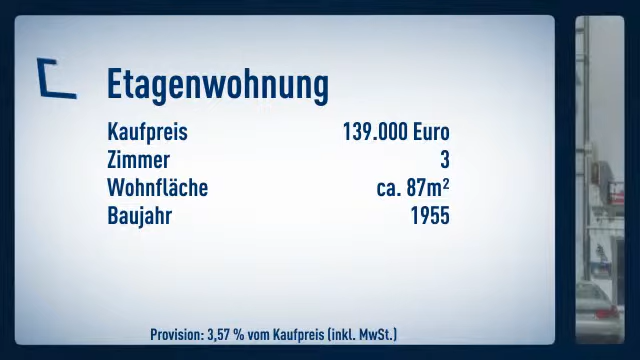 Etagenwohnung
Kaufpreis 139.000 Euro
Zimmer 3
Wohnfläche ca. 87m²
Baujahr 1955
Provision: 3,57 % vom Kaufpreis (inkl. MwSt.)